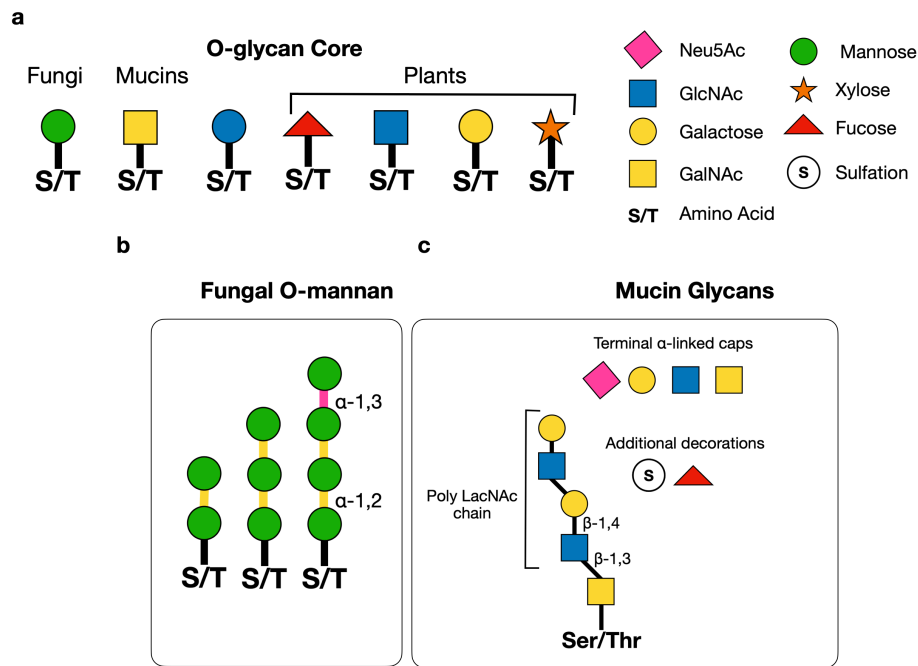 a
O-glycan Core
Fungi Mucins Plants
S/T S/T S/T S/T S/T S/T S/T
Neu5Ac
GlcNAc
Galactose
GalNAc
S/T Amino Acid
Mannose
Xylose
Fucose
S Sulfation
b
Fungal O-mannan
α-1,3
α-1,2
S/T S/T S/T
c
Mucin Glycans
Terminal α-linked caps
Additional decorations
S
Poly LacNAc
chain
β-1,4
β-1,3
Ser/Thr